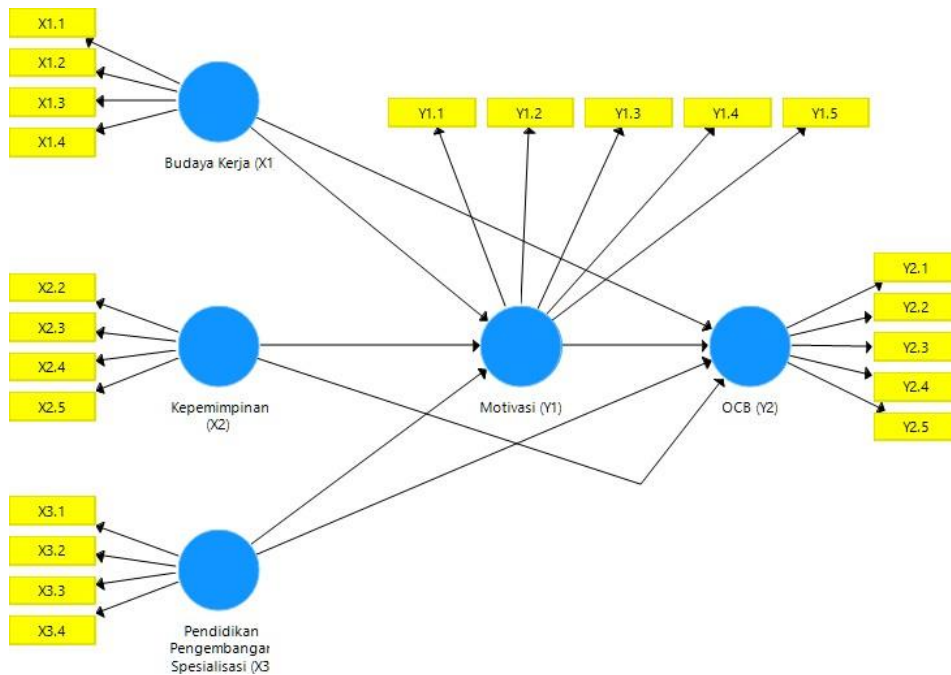 X1.1
X1.2
X1.3
X1.4
Budaya Kerja (X1
Y1.1
Y1.2
Y1.3
Y1.4
Y1.5
X2.2
X2.3
X2.4
X2.5
Kepemimpinan
(X2)
Motivasi (Y1)
OCB (Y2)
Y2.1
Y2.2
Y2.3
Y2.4
Y2.5
X3.1
X3.2
X3.3
X3.4
Pendidikan
Pengembangar
Spesialisasi (X3